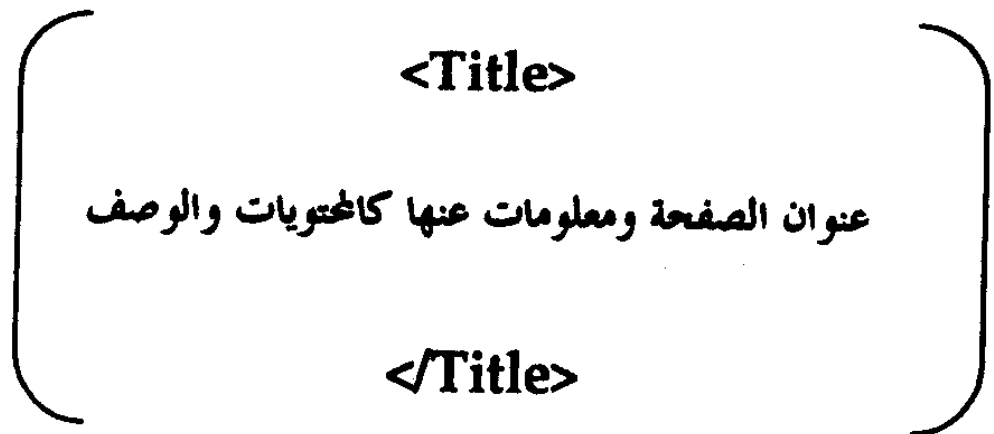 <Title>
عنوان الصفحة ومعلومات عنها كالمحتويات والوصف
</Title>